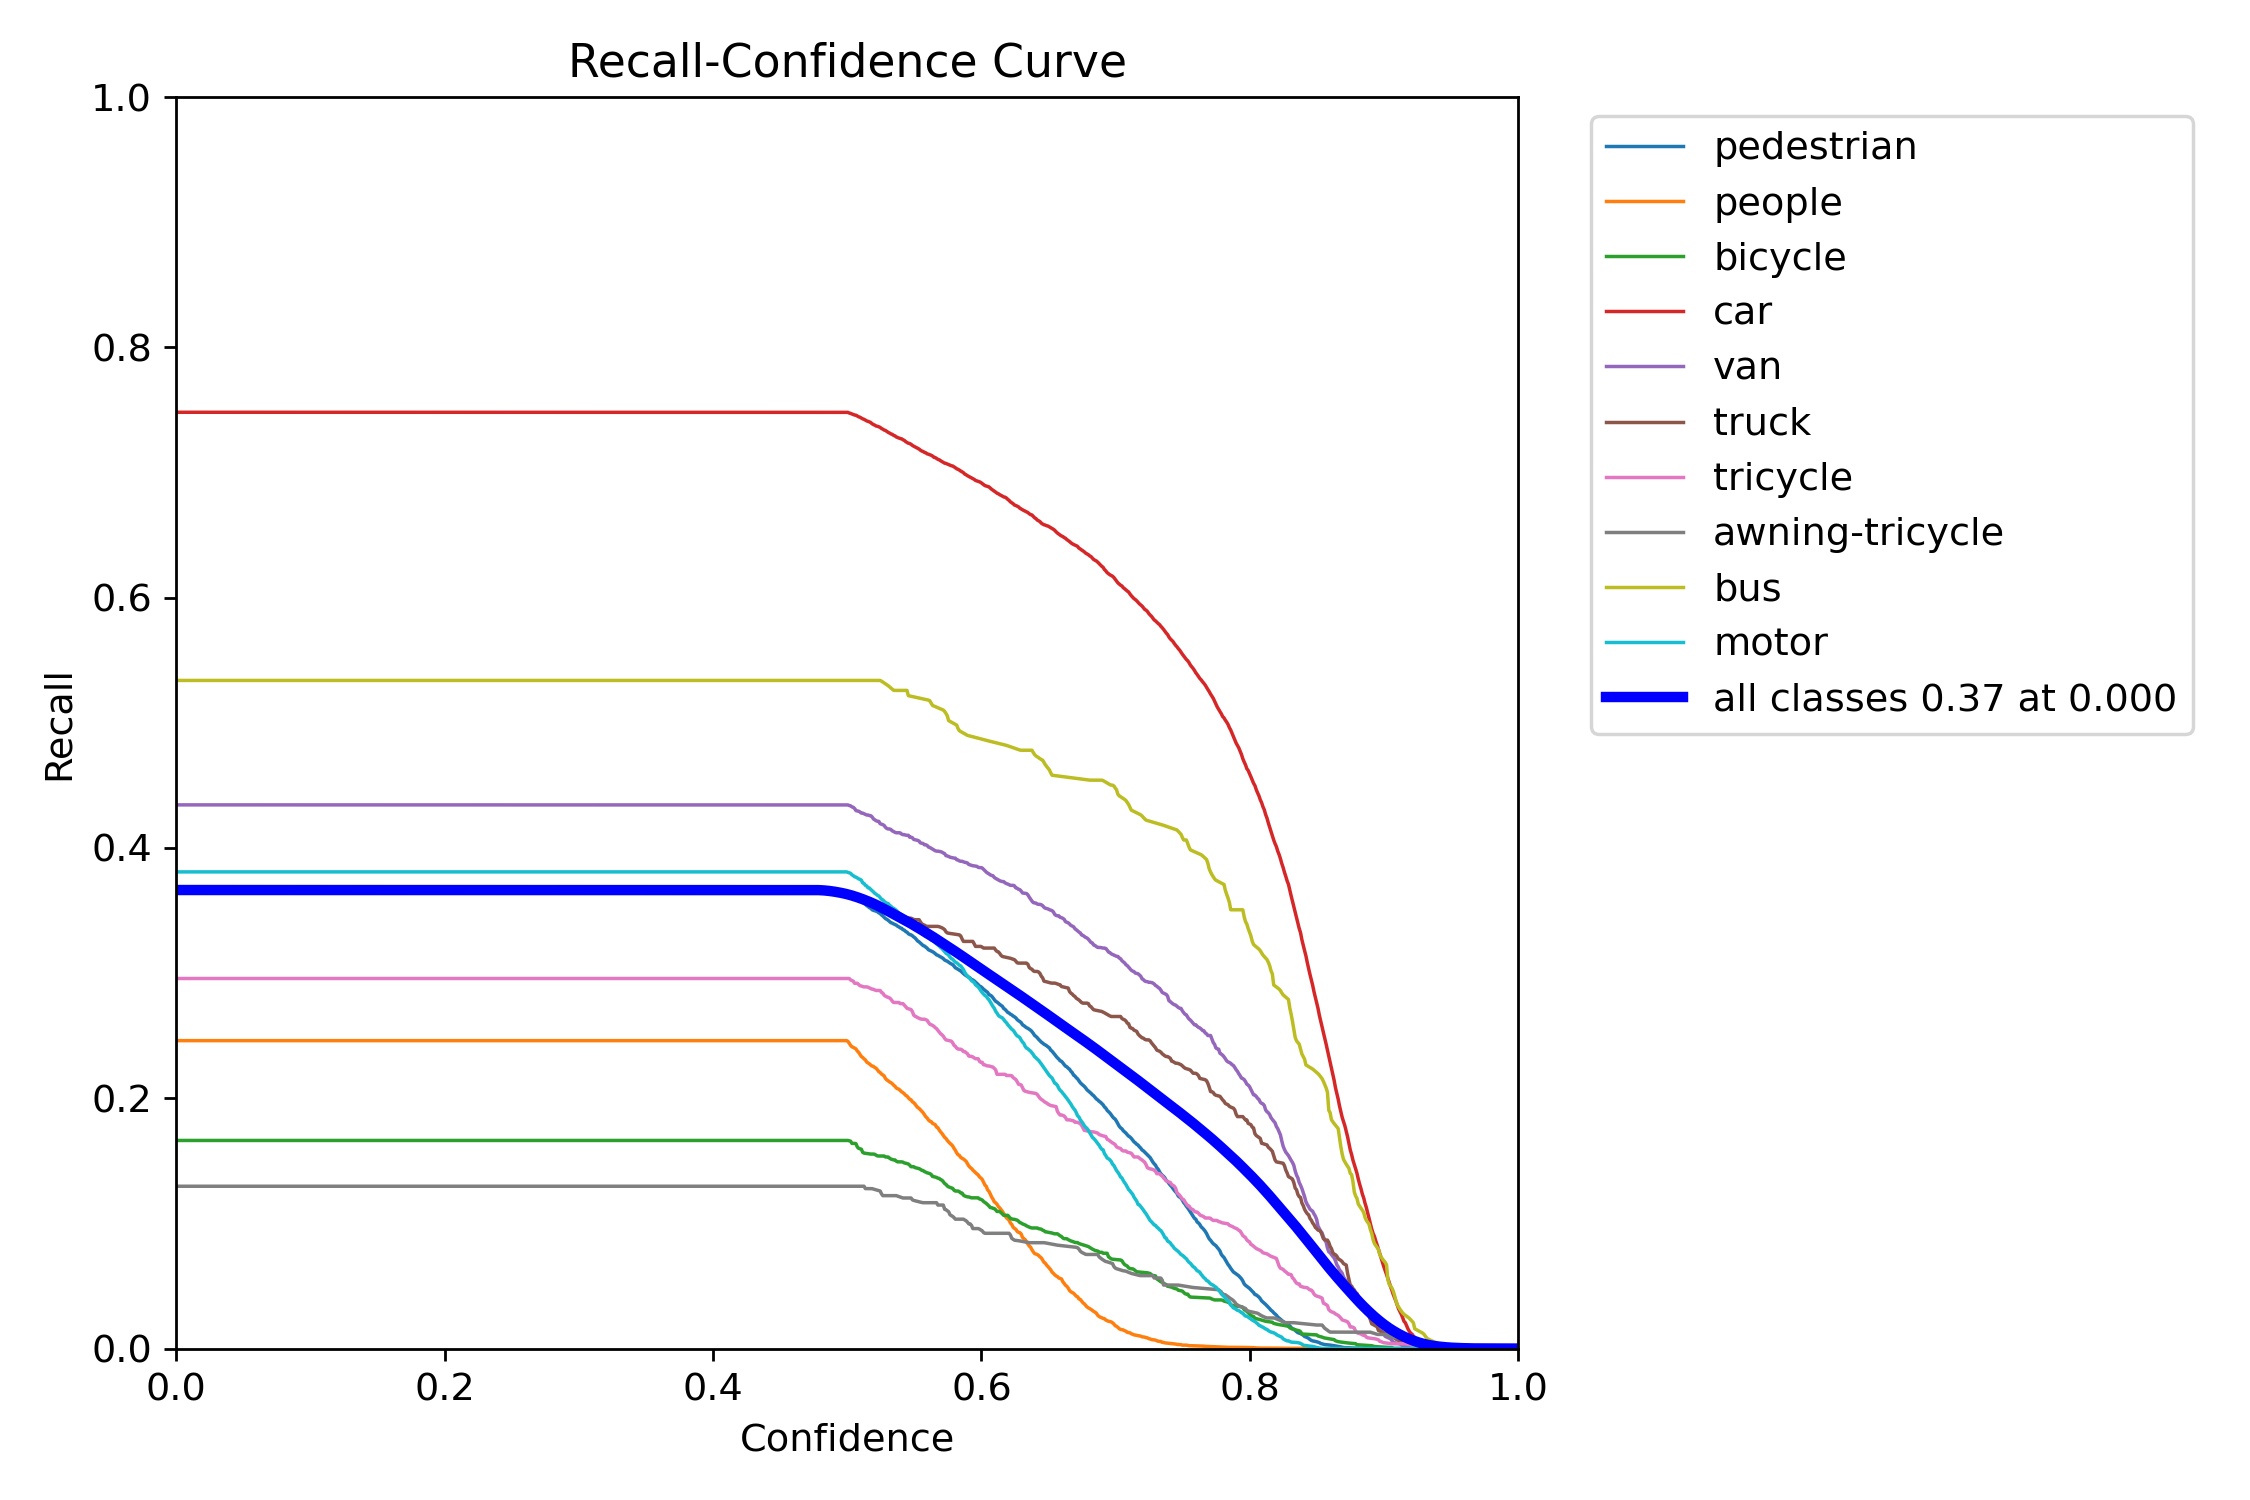 Recall-Confidence Curve
1.0
0.8
0.6
0.4
0.2
0.0
Recall
0.0 0.2 0.4 0.6 0.8 1.0
Confidence
pedestrian
people
bicycle
car
van
truck
tricycle
awning-tricycle
bus
motor
all classes 0.37 at 0.000